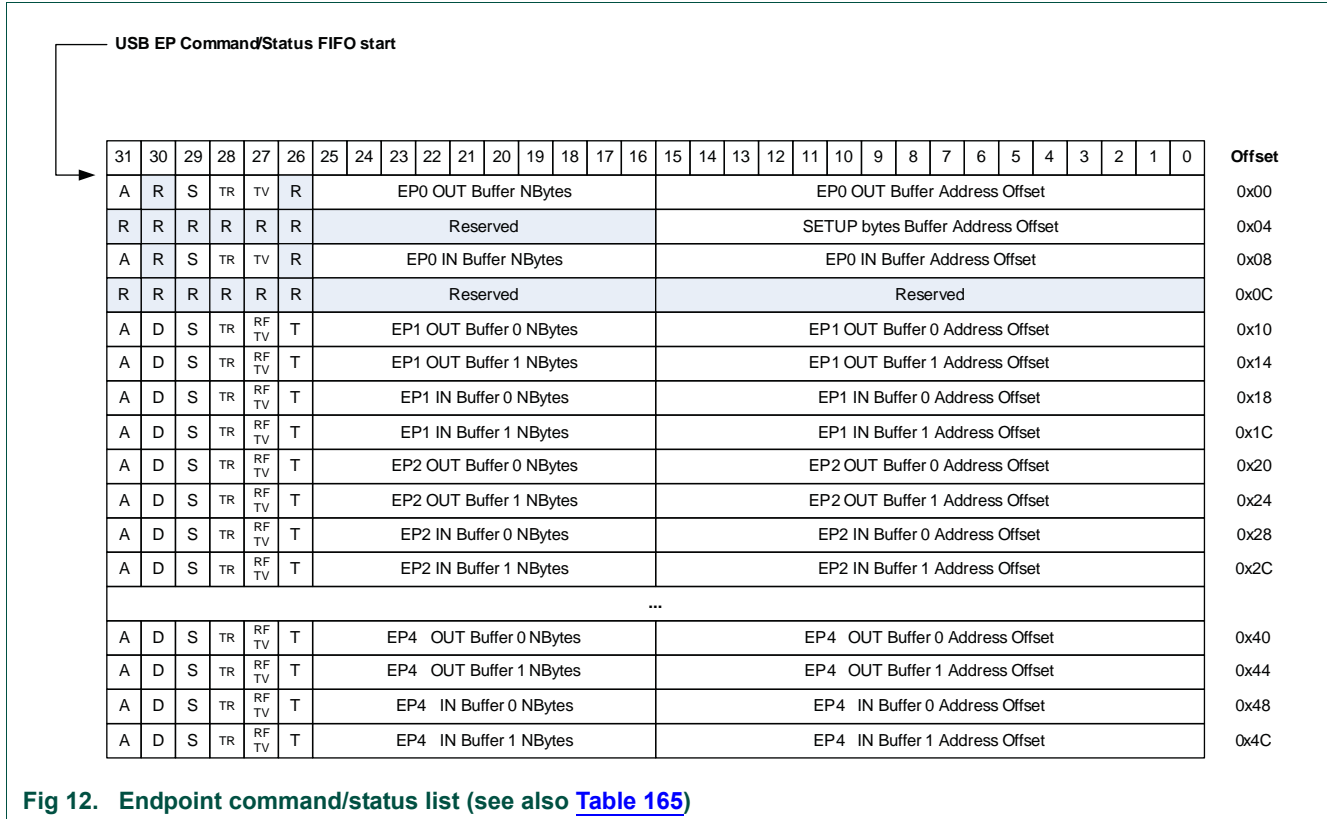 USB EP Command/Status FIFO start
31 30 29 28 27 26 25 24 23 22 21 20 19 18 17 16 15 14 13 12 11 10 9 8 7 6 5 4 3 2 1 0 Offset
A R S TR TV R EP0 OUT Buffer NBytes EP0 OUT Buffer Address Offset 0x00
R R R R R R Reserved SETUP bytes Buffer Address Offset 0x04
A R S TR TV R EP0 IN Buffer NBytes EP0 IN Buffer Address Offset 0x08
R R R R R R Reserved Reserved 0x0C
A D S TR RF TV T EP1 OUT Buffer 0 NBytes EP1 OUT Buffer 0 Address Offset 0x10
A D S TR RF TV T EP1 OUT Buffer 1 NBytes EP1 OUT Buffer 1 Address Offset 0x14
A D S TR RF TV T EP1 IN Buffer 0 NBytes EP1 IN Buffer 0 Address Offset 0x18
A D S TR RF TV T EP1 IN Buffer 1 NBytes EP1 IN Buffer 1 Address Offset 0x1C
A D S TR RF TV T EP2 OUT Buffer 0 NBytes EP2 OUT Buffer 0 Address Offset 0x20
A D S TR RF TV T EP2 OUT Buffer 1 NBytes EP2 OUT Buffer 1 Address Offset 0x24
A D S TR RF TV T EP2 IN Buffer 0 NBytes EP2 IN Buffer 0 Address Offset 0x28
A D S TR RF TV T EP2 IN Buffer 1 NBytes EP2 IN Buffer 1 Address Offset 0x2C
...
A D S TR RF TV T EP4 OUT Buffer 0 NBytes EP4 OUT Buffer 0 Address Offset 0x40
A D S TR RF TV T EP4 OUT Buffer 1 NBytes EP4 OUT Buffer 1 Address Offset 0x44
A D S TR RF TV T EP4 IN Buffer 0 NBytes EP4 IN Buffer 0 Address Offset 0x48
A D S TR RF TV T EP4 IN Buffer 1 NBytes EP4 IN Buffer 1 Address Offset 0x4C
Fig 12. Endpoint command/status list (see also Table 165)